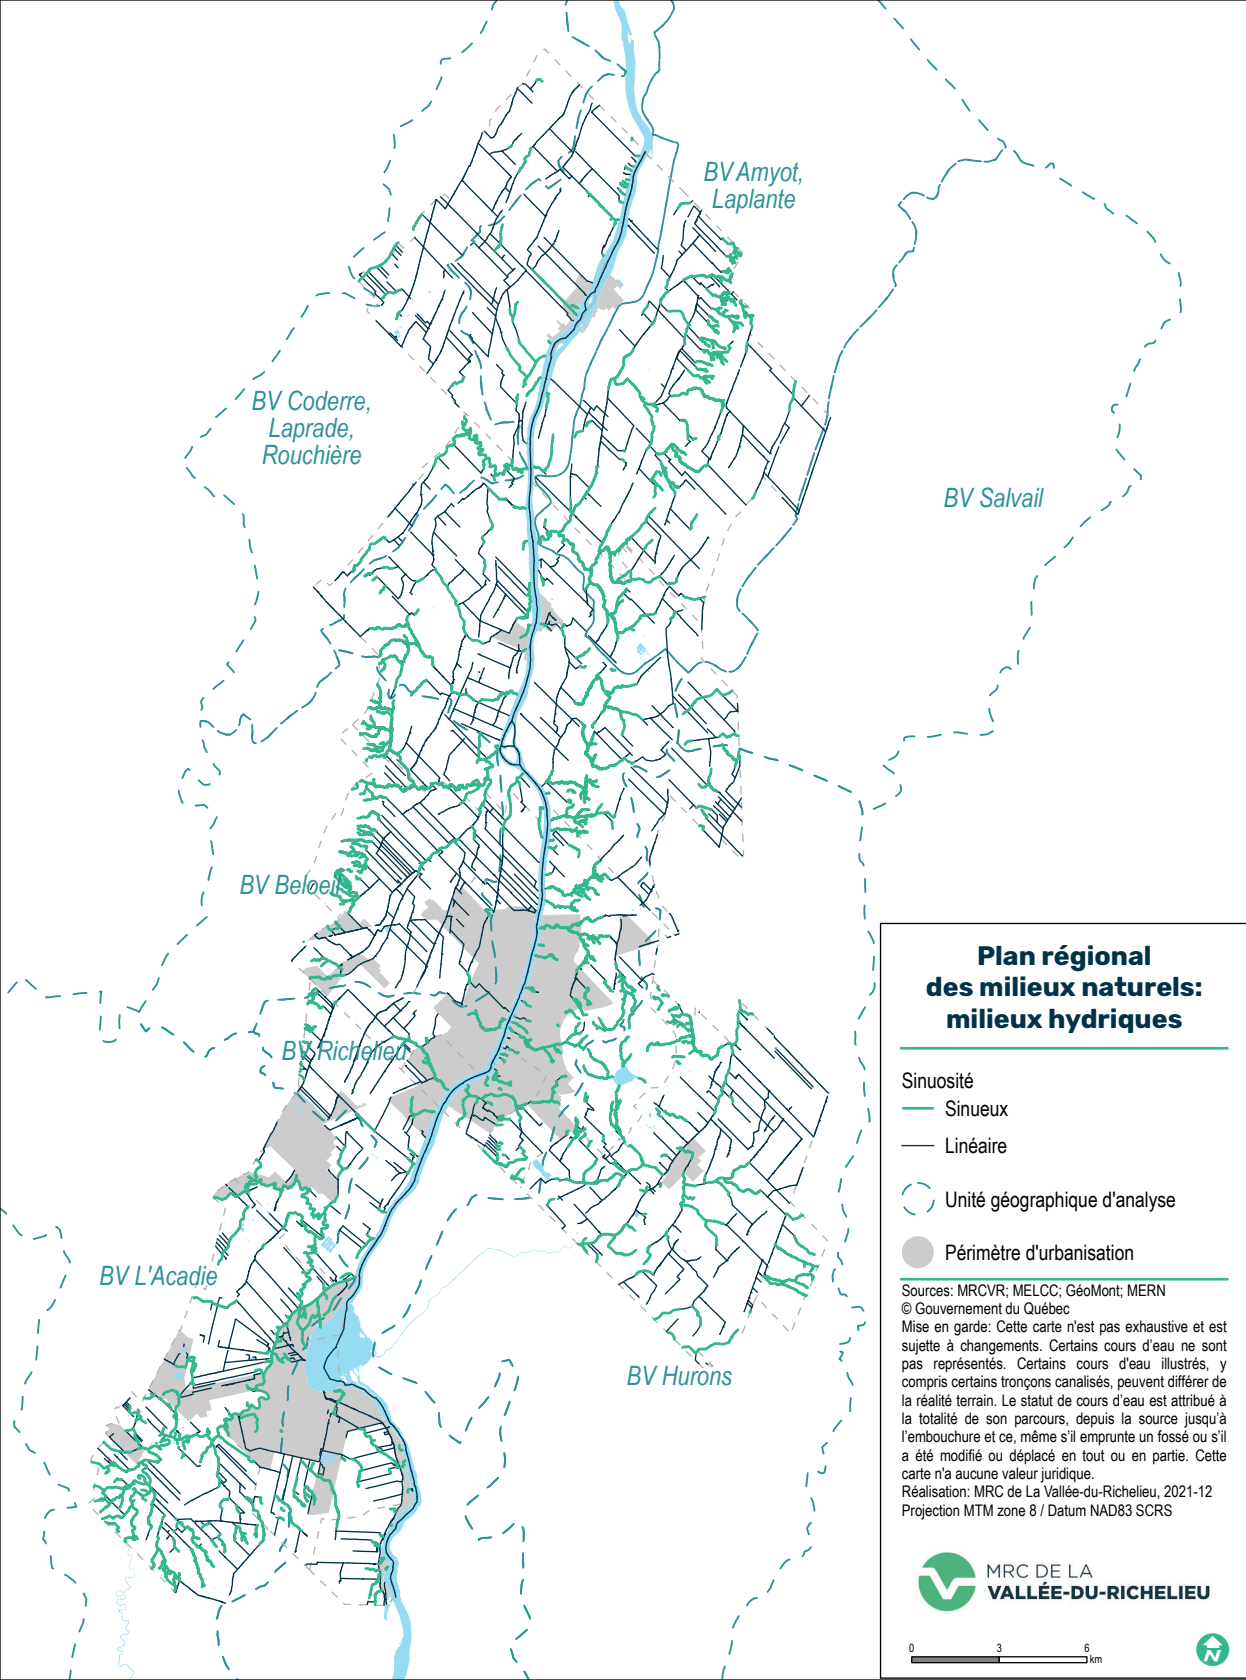 BV Amyot,
Laplante
BV Coderre,
Laprade,
Rouchière
BV Salvail
BV Beloeil
BV Richelieu
BV L'Acadie
BV Hurons
Plan régional
des milieux naturels:
milieux hydriques
Sinuosité
Sinueux
Linéaire
Unité géographique d'analyse
Périmètre d'urbanisation
Sources: MRCVR; MELCC; GéoMont; MERN
© Gouvernement du Québec
Mise en garde: Cette carte n'est pas exhaustive et est
sujette à changements. Certains cours d'eau ne sont
pas représentés. Certains cours d'eau illustrés, y
compris certains tronçons canalisés, peuvent différer de
la réalité terrain. Le statut de cours d'eau est attribué à
la totalité de son parcours, depuis la source jusqu'à
l'embouchure et ce, même s'il emprunte un fossé ou s'il
a été modifié ou déplacé en tout ou en partie. Cette
carte n'a aucune valeur juridique.
Réalisation: MRC de La Vallée-du-Richelieu, 2021-12
Projection MTM zone 8 / Datum NAD83 SCRS
MRC DE LA
VALLÉE-DU-RICHELIEU
0 3 6
km
N